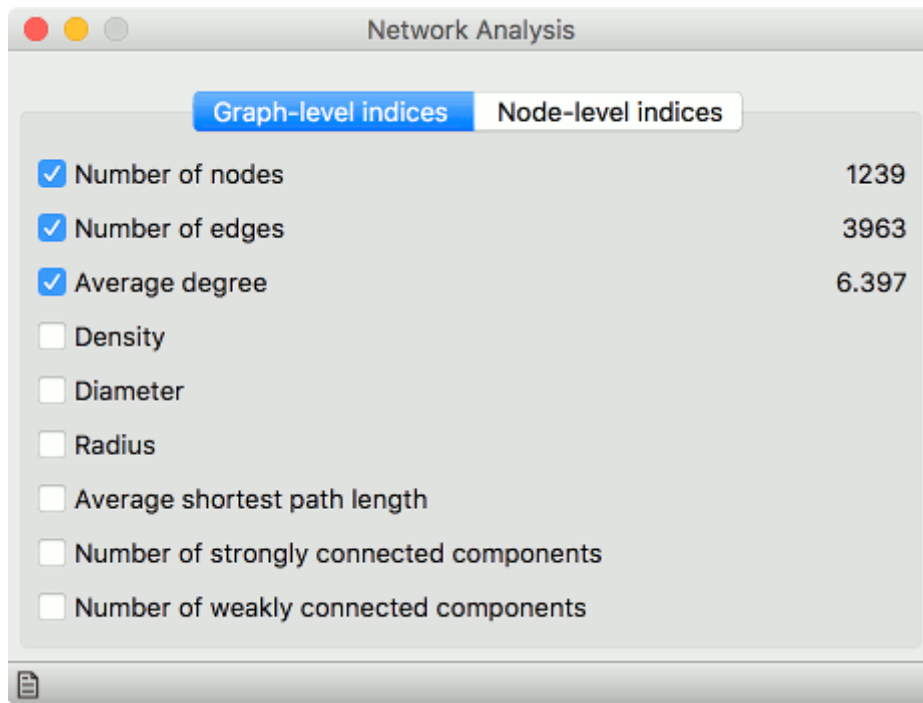 Network Analysis
Graph-level indices Node-level indices
Number of nodes 1239
Number of edges 3963
Average degree 6.397
Density
Diameter
Radius
Average shortest path length
Number of strongly connected components
Number of weakly connected components